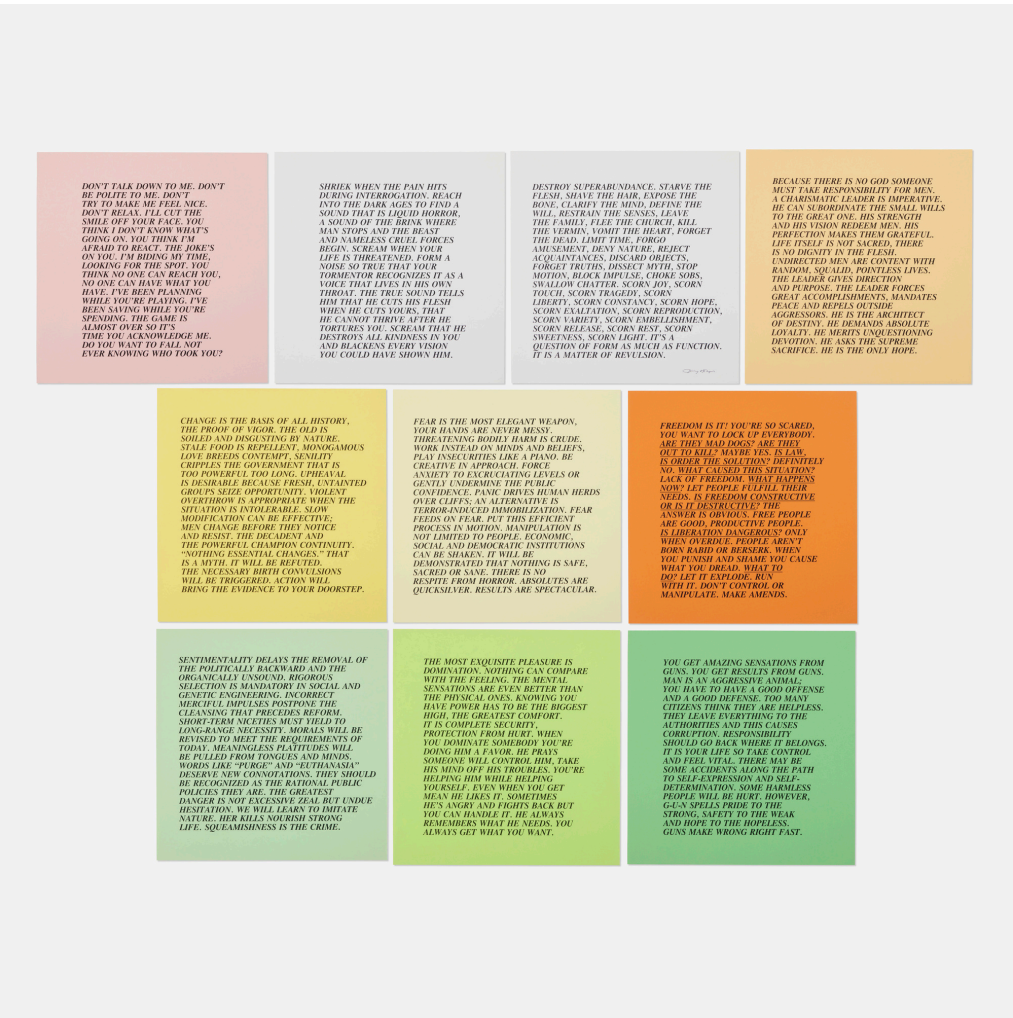 DON'T TALK DOWN TO ME. DON'T
BE POLITE TO ME. DON'T
TRY TO MAKE ME FEEL NICE.
DON'T RELAX. I'LL CUT THE
SMILE OFF YOUR FACE. YOU
THINK I DON'T KNOW WHAT'S
GOING ON. YOU THINK I'M
AFRAID TO REACT. THE JOKE'S
ON YOU. I'M BIDING MY TIME,
LOOKING FOR THE SPOT. YOU
THINK NO ONE CAN REACH YOU,
NO ONE CAN HAVE WHAT YOU
HAVE. I'VE BEEN PLANNING
WHILE YOU'RE PLAYING. I'VE
BEEN SAVING WHILE YOU'RE
SPENDING. THE GAME IS
ALMOST OVER SO IT'S
TIME YOU ACKNOWLEDGE ME.
DO YOU WANT TO FALL NOT
EVER KNOWING WHO TOOK YOU?
SHRIEK WHEN THE PAIN HITS
DURING INTERROGATION. REACH
INTO THE DARK AGES TO FIND A
SOUND THAT IS LIQUID HORROR,
A SOUND OF THE BRINK WHERE
MAN STOPS AND THE BEAST
AND NAMELESS CRUEL FORCES
BEGIN. SCREAM WHEN YOUR
LIFE IS THREATENED. FORM A
NOISE SO TRUE THAT YOUR
TORMENTOR RECOGNIZES IT AS A
VOICE THAT LIVES IN HIS OWN
THROAT. THE TRUE SOUND TELLS
HIM THAT HE CUTS HIS FLESH
WHEN HE CUTS YOURS, THAT
HE CANNOT THRIVE AFTER HE
TORTURES YOU. SCREAM THAT HE
DESTROYS ALL KINDNESS IN YOU
AND BLACKENS EVERY VISION
YOU COULD HAVE SHOWN HIM.
DESTROY SUPERABUNDANCE. STARVE THE
FLESH, SHAVE THE HAIR, EXPOSE THE
BONE, CLARIFY THE MIND, DEFINE THE
WILL, RESTRAIN THE SENSES, LEAVE
THE FAMILY, FLEE THE CHURCH, KILL
THE VERMIN, VOMIT THE HEART, FORGET
THE DEAD. LIMIT TIME, FORGO
AMUSEMENT, DENY NATURE, REJECT
ACQUAINTANCES, DISCARD OBJECTS,
FORGET TRUTHS, DISSECT MYTH, STOP
MOTION, BLOCK IMPULSE, CHOKE SOBS,
SWALLOW CHATTER. SCORN JOY, SCORN
TOUCH, SCORN TRAGEDY, SCORN
LIBERTY, SCORN CONSTANCY, SCORN HOPE,
SCORN EXALTATION, SCORN REPRODUCTION,
SCORN VARIETY, SCORN EMBELLISHMENT,
SCORN RELEASE, SCORN REST, SCORN
SWEETNESS, SCORN LIGHT. IT'S A
QUESTION OF FORM AS MUCH AS FUNCTION.
IT IS A MATTER OF REVULSION.
BECAUSE THERE IS NO GOD SOMEONE
MUST TAKE RESPONSIBILITY FOR MEN.
A CHARISMATIC LEADER IS IMPERATIVE.
HE CAN SUBORDINATE THE SMALL WILLS
TO THE GREAT ONE. HIS STRENGTH
AND HIS VISION REDEEM MEN. HIS
PERFECTION MAKES THEM GRATEFUL.
LIFE ITSELF IS NOT SACRED, THERE
IS NO DIGNITY IN THE FLESH.
UNDIRECTED MEN ARE CONTENT WITH
RANDOM, SQUALID, POINTLESS LIVES.
THE LEADER GIVES DIRECTION
AND PURPOSE. THE LEADER FORCES
GREAT ACCOMPLISHMENTS, MANDATES
PEACE AND REPELS OUTSIDE
AGGRESSORS. HE IS THE ARCHITECT
OF DESTINY. HE DEMANDS ABSOLUTE
LOYALTY. HE MERITS UNQUESTIONING
DEVOTION. HE ASKS THE SUPREME
SACRIFICE. HE IS THE ONLY HOPE.
CHANGE IS THE BASIS OF ALL HISTORY,
THE PROOF OF VIGOR. THE OLD IS
SOILED AND DISGUSTING BY NATURE.
STALE FOOD IS REPELLENT, MONOGAMOUS
LOVE BREEDS CONTEMPT, SENILITY
CRIPPLES THE GOVERNMENT THAT IS
TOO POWERFUL TOO LONG. UPHEAVAL
IS DESIRABLE BECAUSE FRESH, UNTAINTED
GROUPS SEIZE OPPORTUNITY. VIOLENT
OVERTHROW IS APPROPRIATE WHEN THE
SITUATION IS INTOLERABLE. SLOW
MODIFICATION CAN BE EFFECTIVE;
MEN CHANGE BEFORE THEY NOTICE
AND RESIST. THE DECADENT AND
THE POWERFUL CHAMPION CONTINUITY.
"NOTHING ESSENTIAL CHANGES." THAT
IS A MYTH. IT WILL BE REFUTED.
THE NECESSARY BIRTH CONVULSIONS
WILL BE TRIGGERED. ACTION WILL
BRING THE EVIDENCE TO YOUR DOORSTEP.
FEAR IS THE MOST ELEGANT WEAPON,
YOUR HANDS ARE NEVER MESSY.
THREATENING BODILY HARM IS CRUDE.
WORK INSTEAD ON MINDS AND BELIEFS,
PLAY INSECURITIES LIKE A PIANO. BE
CREATIVE IN APPROACH. FORCE
ANXIETY TO EXCRUCIATING LEVELS OR
GENTLY UNDERMINE THE PUBLIC
CONFIDENCE. PANIC DRIVES HUMAN HERDS
OVER CLIFFS; AN ALTERNATIVE IS
TERROR-INDUCED IMMOBILIZATION. FEAR
FEEDS ON FEAR. PUT THIS EFFICIENT
PROCESS IN MOTION. MANIPULATION IS
NOT LIMITED TO PEOPLE. ECONOMIC,
SOCIAL AND DEMOCRATIC INSTITUTIONS
CAN BE SHAKEN. IT WILL BE
DEMONSTRATED THAT NOTHING IS SAFE,
SACRED OR SANE. THERE IS NO
RESPITE FROM HORROR. ABSOLUTES ARE
QUICKSILVER. RESULTS ARE SPECTACULAR.
FREEDOM IS IT! YOU'RE SO SCARED,
YOU WANT TO LOCK UP EVERYBODY.
ARE THEY MAD DOGS? ARE THEY
OUT TO KILL? MAYBE YES. IS LAW,
IS ORDER THE SOLUTION? DEFINITELY
NO. WHAT CAUSED THIS SITUATION?
LACK OF FREEDOM. WHAT HAPPENS
NOW? LET PEOPLE FULFILL THEIR
NEEDS. IS FREEDOM CONSTRUCTIVE
OR IS IT DESTRUCTIVE? THE
ANSWER IS OBVIOUS. FREE PEOPLE
ARE GOOD, PRODUCTIVE PEOPLE.
IS LIBERATION DANGEROUS? ONLY
WHEN OVERDUE. PEOPLE AREN'T
BORN RABID OR BERSERK. WHEN
YOU PUNISH AND SHAME YOU CAUSE
WHAT YOU DREAD. WHAT TO
DO? LET IT EXPLODE. RUN
WITH IT. DON'T CONTROL OR
MANIPULATE. MAKE AMENDS.
SENTIMENTALITY DELAYS THE REMOVAL OF
THE POLITICALLY BACKWARD AND THE
ORGANICALLY UNSOUND. RIGOROUS
SELECTION IS MANDATORY IN SOCIAL AND
GENETIC ENGINEERING. INCORRECT
MERCIFUL IMPULSES POSTPONE THE
CLEANSING THAT PRECEDES REFORM.
SHORT-TERM NICETIES MUST YIELD TO
LONG-RANGE NECESSITY. MORALS WILL BE
REVISED TO MEET THE REQUIREMENTS OF
TODAY. MEANINGLESS PLATITUDES WILL
BE PULLED FROM TONGUES AND MINDS.
WORDS LIKE "PURGE" AND "EUTHANASIA"
DESERVE NEW CONNOTATIONS. THEY SHOULD
BE RECOGNIZED AS THE RATIONAL PUBLIC
POLICIES THEY ARE. THE GREATEST
DANGER IS NOT EXCESSIVE ZEAL BUT UNDUE
HESITATION. WE WILL LEARN TO IMITATE
NATURE. HER KILLS NOURISH STRONG
LIFE. SQUEAMISHNESS IS THE CRIME.
THE MOST EXQUISITE PLEASURE IS
DOMINATION. NOTHING CAN COMPARE
WITH THE FEELING. THE MENTAL
SENSATIONS ARE EVEN BETTER THAN
THE PHYSICAL ONES. KNOWING YOU
HAVE POWER HAS TO BE THE BIGGEST
HIGH, THE GREATEST COMFORT.
IT IS COMPLETE SECURITY,
PROTECTION FROM HURT. WHEN
YOU DOMINATE SOMEBODY YOU'RE
DOING HIM A FAVOR. HE PRAYS
SOMEONE WILL CONTROL HIM, TAKE
HIS MIND OFF HIS TROUBLES. YOU'RE
HELPING HIM WHILE HELPING
YOURSELF. EVEN WHEN YOU GET
MEAN HE LIKES IT. SOMETIMES
HE'S ANGRY AND FIGHTS BACK BUT
YOU CAN HANDLE IT. HE ALWAYS
REMEMBERS WHAT HE NEEDS. YOU
ALWAYS GET WHAT YOU WANT.
YOU GET AMAZING SENSATIONS FROM
GUNS. YOU GET RESULTS FROM GUNS.
MAN IS AN AGGRESSIVE ANIMAL;
YOU HAVE TO HAVE A GOOD OFFENSE
AND A GOOD DEFENSE. TOO MANY
CITIZENS THINK THEY ARE HELPLESS.
THEY LEAVE EVERYTHING TO THE
AUTHORITIES AND THIS CAUSES
CORRUPTION. RESPONSIBILITY
SHOULD GO BACK WHERE IT BELONGS.
IT IS YOUR LIFE SO TAKE CONTROL
AND FEEL VITAL. THERE MAY BE
SOME ACCIDENTS ALONG THE PATH
TO SELF-EXPRESSION AND SELF-
DETERMINATION. SOME HARMLESS
PEOPLE WILL BE HURT. HOWEVER,
G-U-N SPELLS PRIDE TO THE
STRONG, SAFETY TO THE WEAK
AND HOPE TO THE HOPELESS.
GUNS MAKE WRONG RIGHT FAST.